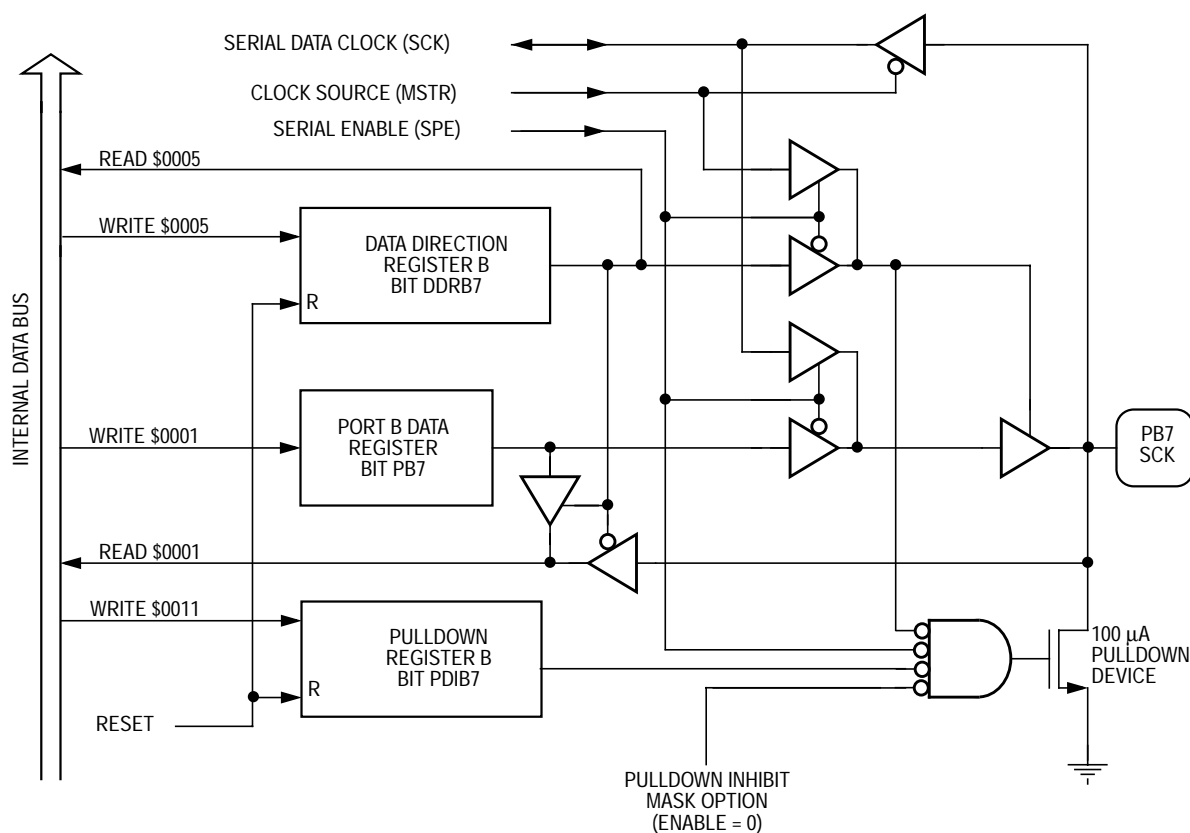 SERIAL DATA CLOCK (SCK)
CLOCK SOURCE (MSTR)
SERIAL ENABLE (SPE)
READ $0005
WRITE $0005
DATA DIRECTION
REGISTER B
BIT DDRB7
R
INTERNAL DATA BUS
WRITE $0001
PORT B DATA
REGISTER
BIT PB7
PB7
SCK
READ $0001
WRITE $0011
PULLDOWN
REGISTER B
BIT PDIB7
R
100 µA
PULLDOWN
DEVICE
RESET
PULLDOWN INHIBIT
MASK OPTION
(ENABLE = 0)